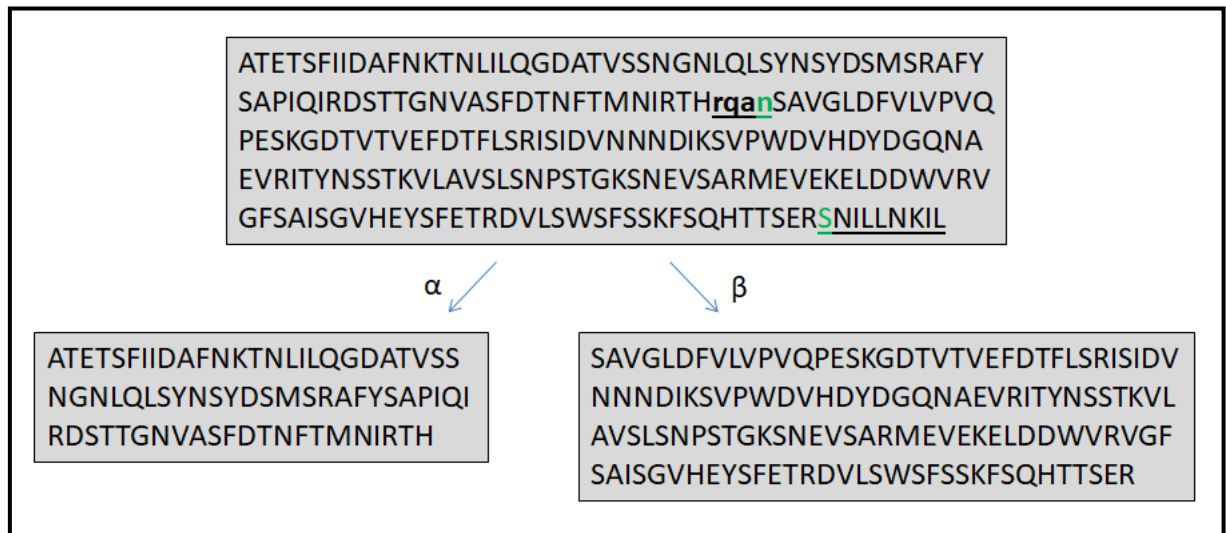 ATETSFIIDAFNKTNLILQGDATVSSNGNLQLSYNSYDSMSRAFY
SAPIQIRDSTTGNVASFDTNFTMNIRTHrqanSAVGLDFVLVPVQ
PESKGDTVTVEFDTFLSRISIDVNNNDIKSVPWDVHDYDGQNA
EVRITYNSSTKVLAVSLSNPSTGKSNEVSARMEVEKELDDWVRV
GFSAISGVHEYSFETRDVLSWSFSSKFSQHTTSERSNILLNKIL
α
β
ATETSFIIDAFNKTNLILQGDATVSS
NGNLQLSYNSYDSMSRAFYSAPIQI
RDSTTGNVASFDTNFTMNIRTH
SAVGLDFVLVPVQPESKGDTVTVEFDTFLSRISIDV
NNNDIKSVPWDVHDYDGQNAEVRITYNSSTKVL
AVSLSNPSTGKSNEVSARMEVEKELDDWVRVGF
SAISGVHEYSFETRDVLSWSFSSKFSQHTTSER